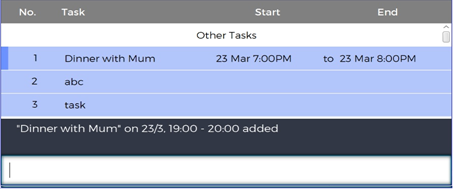 No. Task Start End
Other Tasks
1 Dinner with Mum 23 Mar 7:00PM to 23 Mar 8:00PM
2 abc
3 task
"Dinner with Mum" on 23/3, 19:00 - 20:00 added